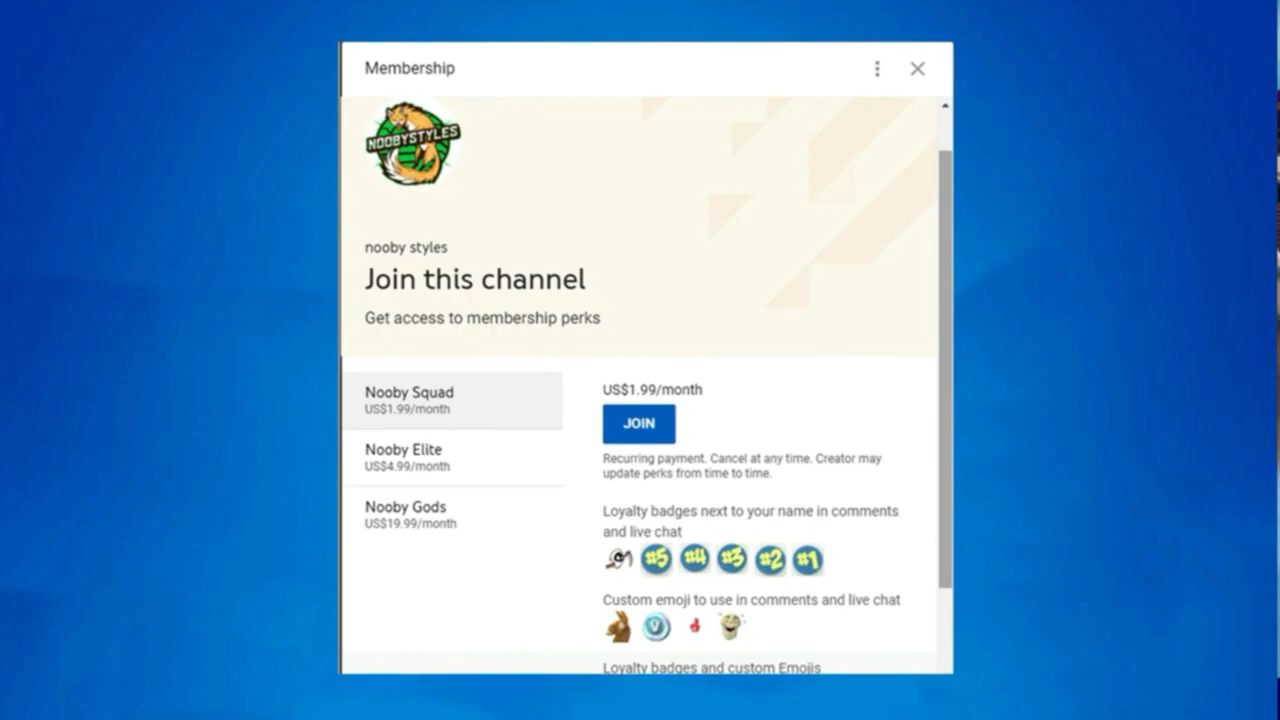 Membership
NOOBYSTYLES
nooby styles
Join this channel
Get access to membership perks
Nooby Squad
US$1.99/month
Nooby Elite
US$4.99/month
Nooby Gods
US$19.99/month
US$1.99/month
JOIN
Recurring payment. Cancel at any time. Creator may
update perks from time to time.
Loyalty badges next to your name in comments
and live chat
#5 #4 #3 #2 #1
Custom emoji to use in comments and live chat
V
Loyalty badges and custom Emojis